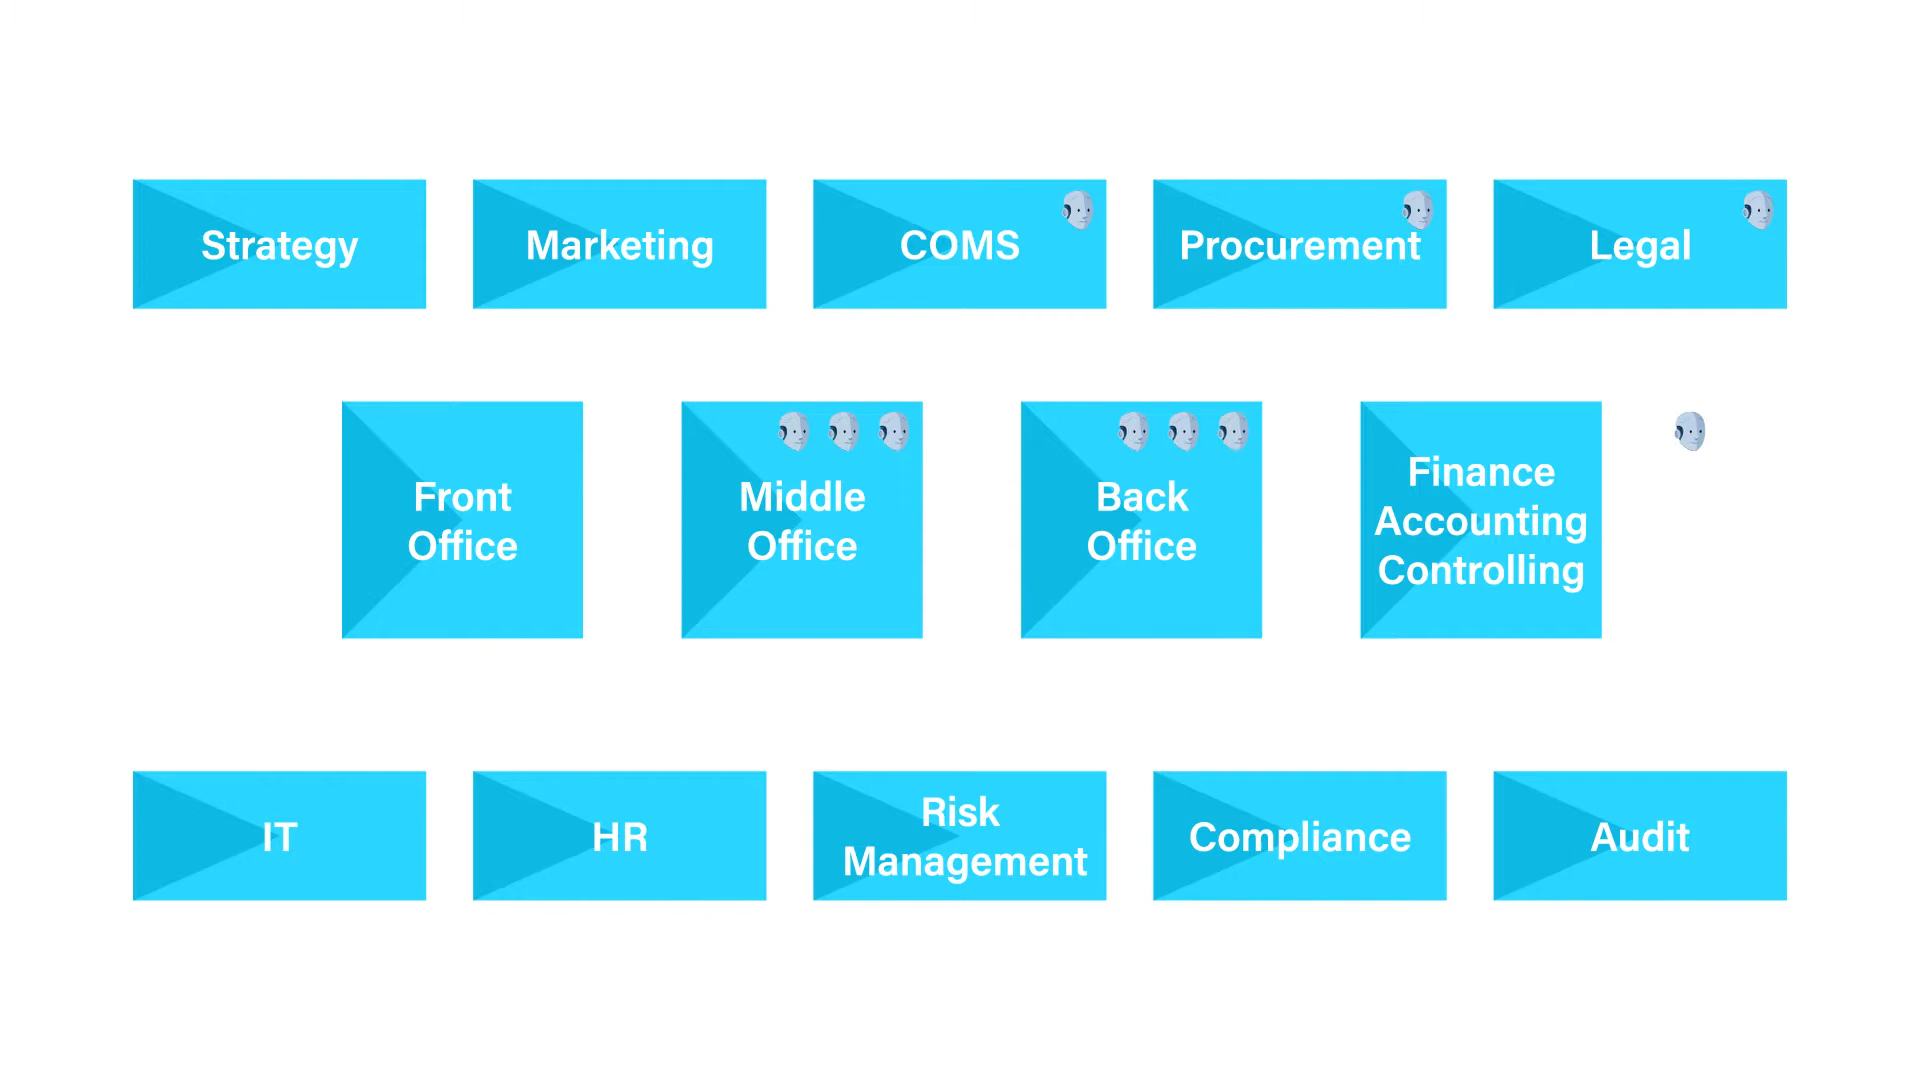 Strategy
Marketing
COMS
Procurement
Legal
Front
Office
Middle
Office
Back
Office
Finance
Accounting
Controlling
IT
HR
Risk
Management
Compliance
Audit